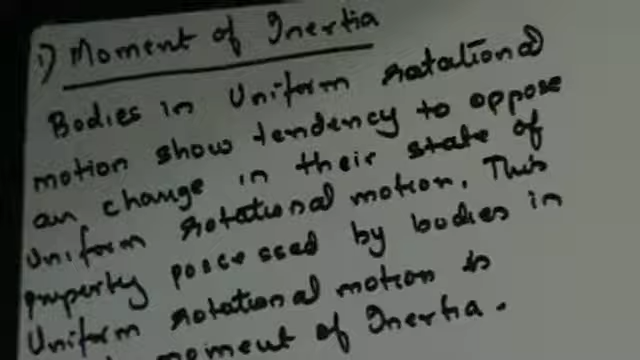 1) Moment of Inertia
Bodies in Uniform rotational
motion show tendency to oppose
an change in their state of
Uniform rotational motion. This
property possessed by bodies in
Uniform rotational motion is
moment of Inertia.